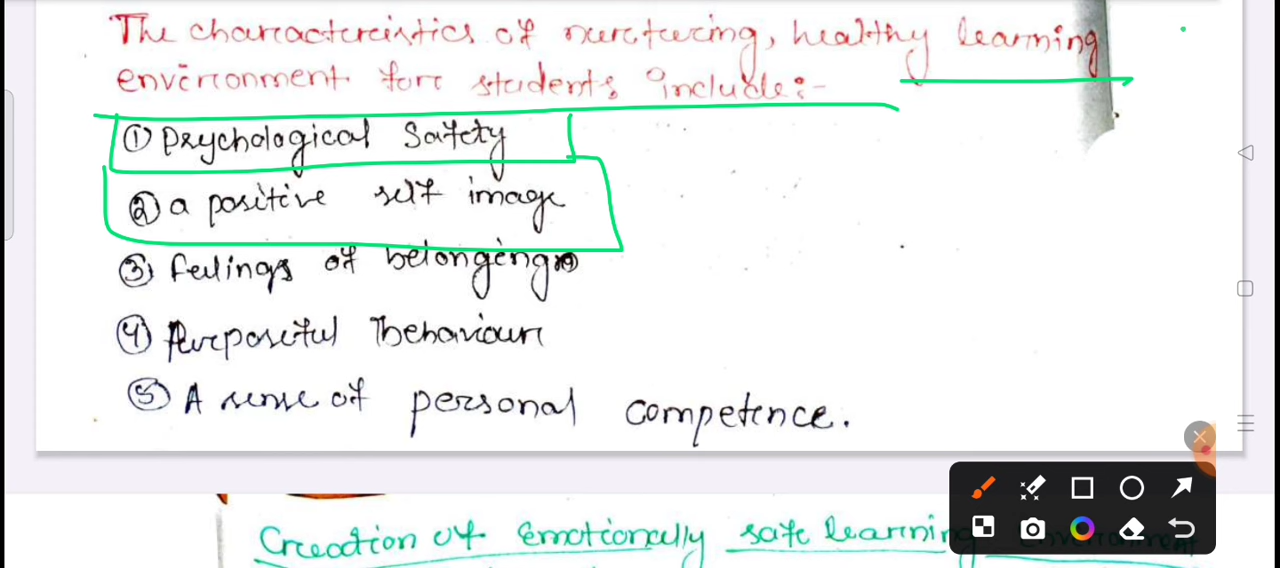 The characteristics of nurturing, healthy learning
environment for students include:-
① Psychological Safety
② a positive self image
③ feelings of belonging
④ Purposeful Behaviour
⑤ A sense of personal competence.
Creation of Emotionally safe learning Environment